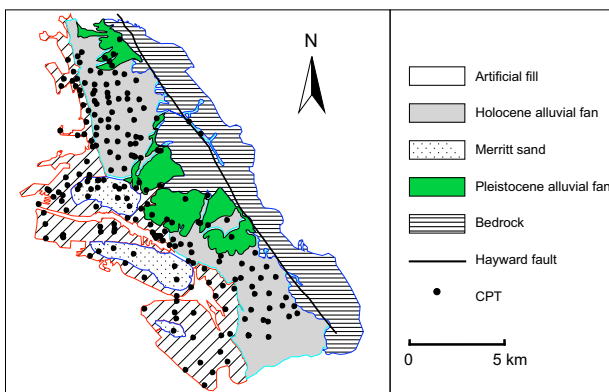 N
Artificial fill
Holocene alluvial fan
Merritt sand
Pleistocene alluvial fan
Bedrock
Hayward fault
CPT
0 5 km